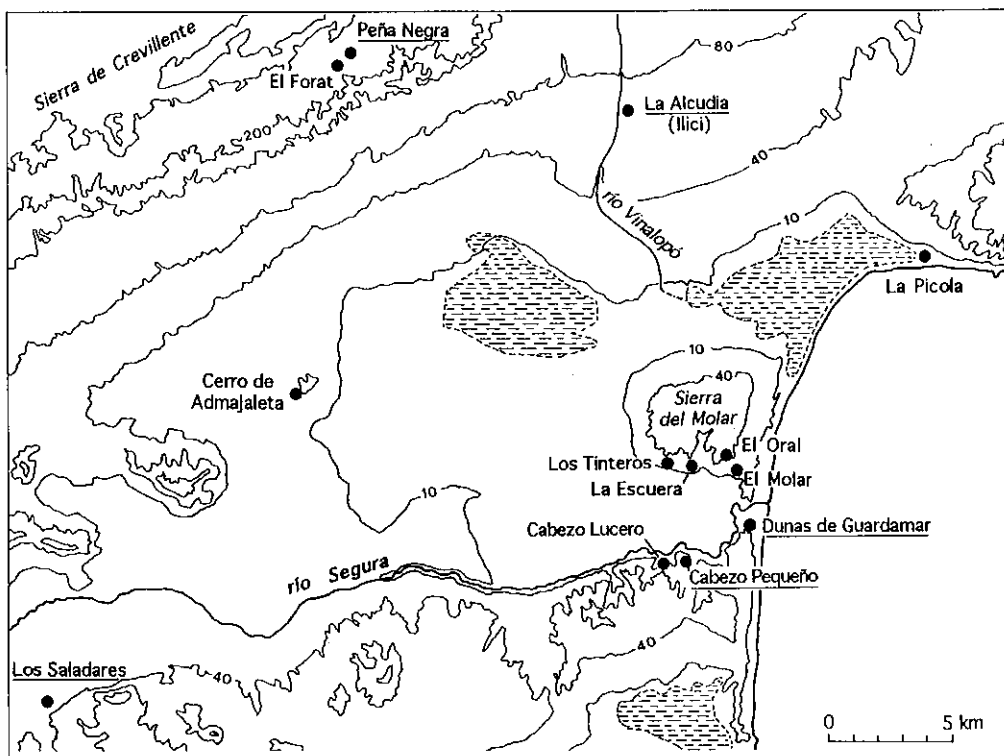 Peña Negra
80
Sierra de Crevillente
El Forat
La Alcudia
(Ilici)
200
40
río Vinalopó
10
La Picola
10
Cerro de
Admajaleta
40
Sierra
del Molar
El Oral
Los Tinteros
El Molar
La Escuera
10
Dunas de Guardamar
Cabezo Lucero
río Segura
Cabezo Pequeño
40
Los Saladares
40
0 5 km